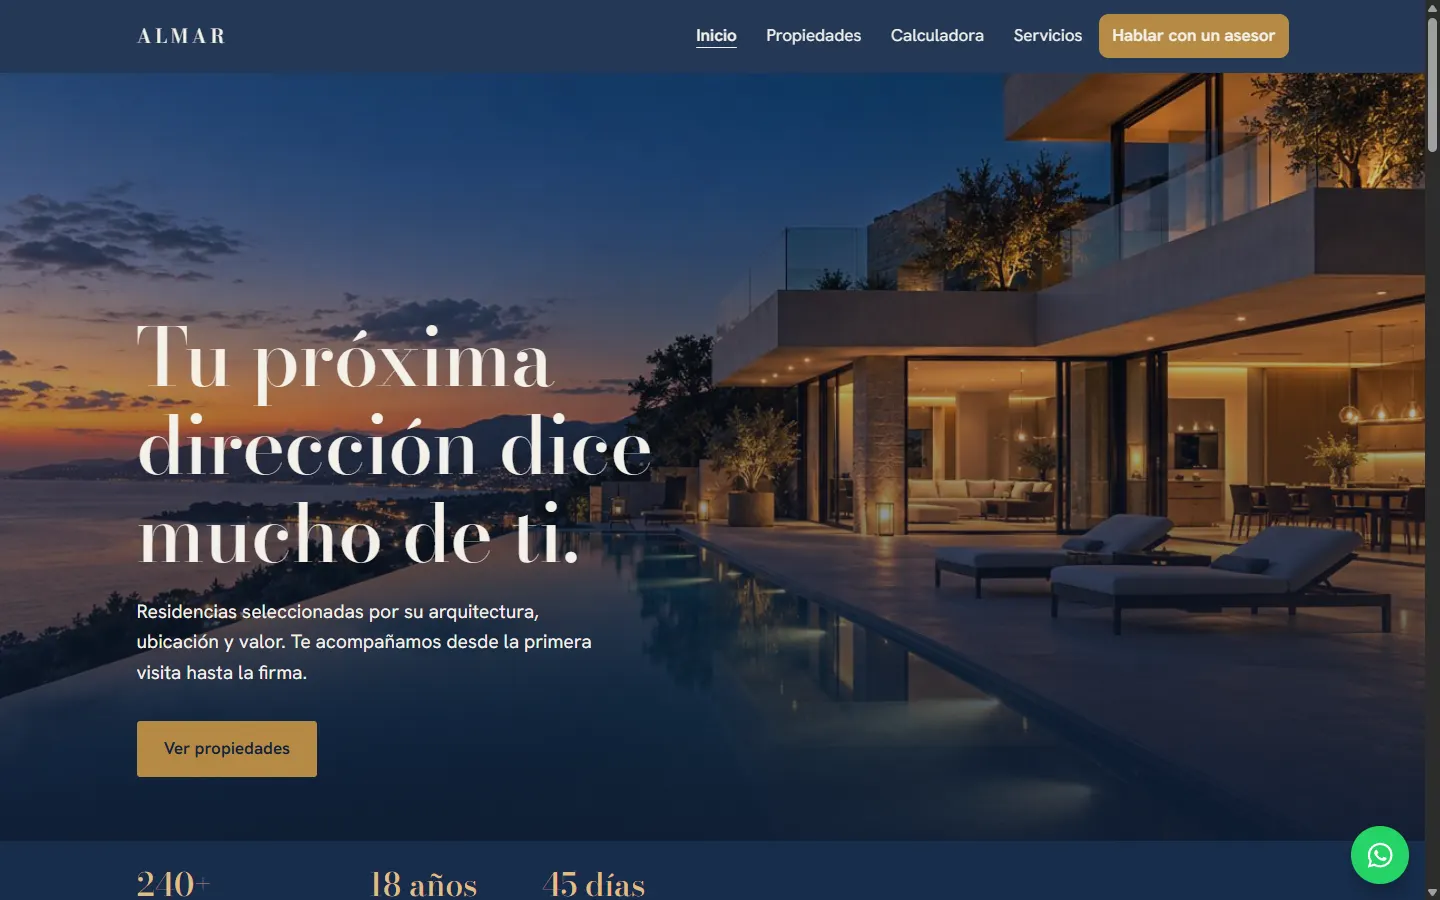 ALMAR
Inicio
Propiedades
Calculadora
Servicios
Hablar con un asesor
Tu próxima
dirección dice
mucho de ti.
Residencias seleccionadas por su arquitectura,
ubicación y valor. Te acompañamos desde la primera
visita hasta la firma.
Ver propiedades
240+
18 años
45 días